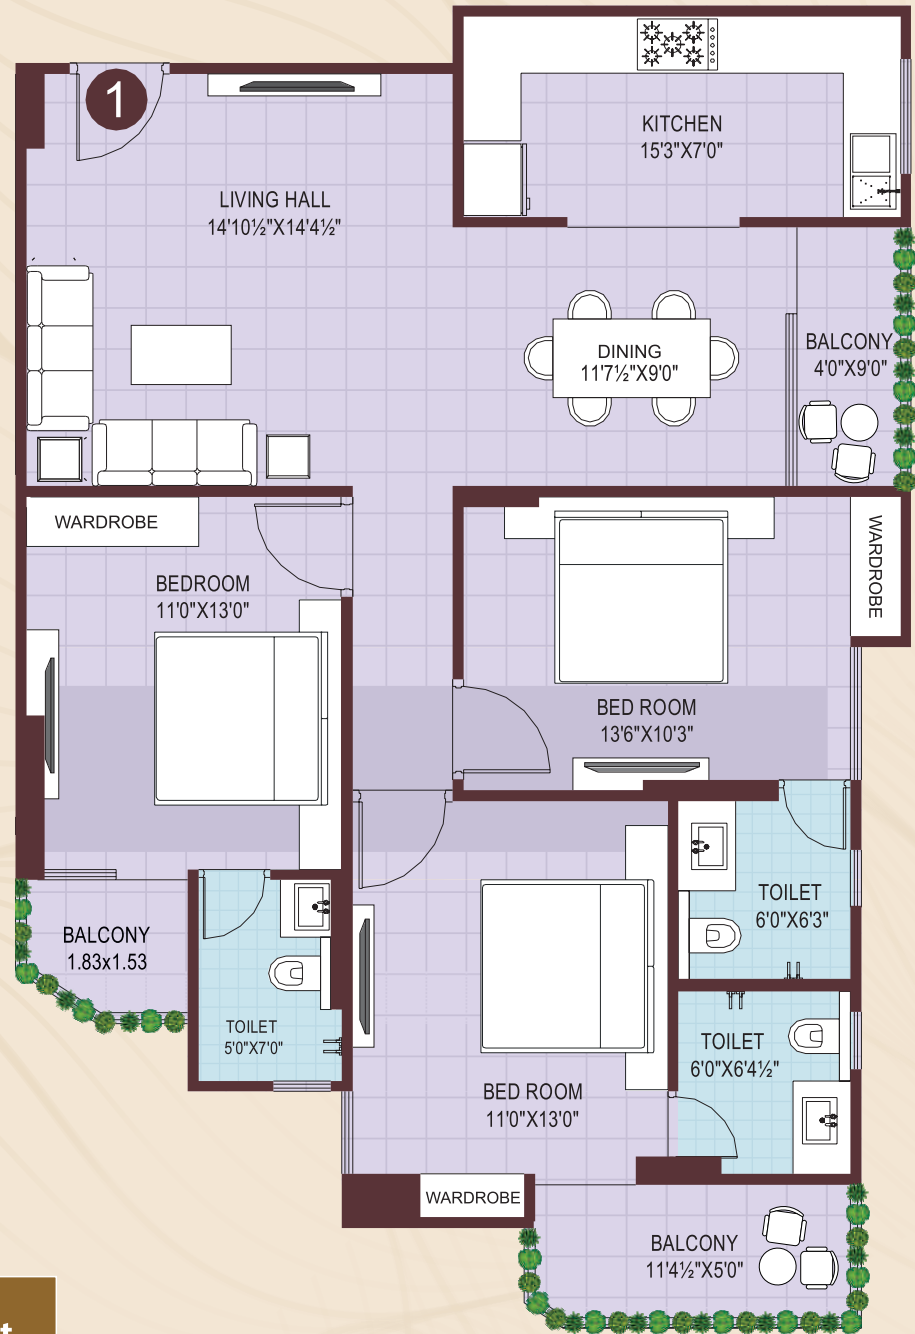 1
KITCHEN
15'3"X7'0"
LIVING HALL
14'10½"X14'4½"
DINING
11'7½"X9'0"
BALCONY
4'0"X9'0"
WARDROBE
BEDROOM
11'0"X13'0"
WARDROBE
BED ROOM
13'6"X10'3"
TOILET
6'0"X6'3"
BALCONY
1.83x1.53
TOILET
5'0"X7'0"
TOILET
6'0"X6'4½"
BED ROOM
11'0"X13'0"
WARDROBE
BALCONY
11'4½"X5'0"